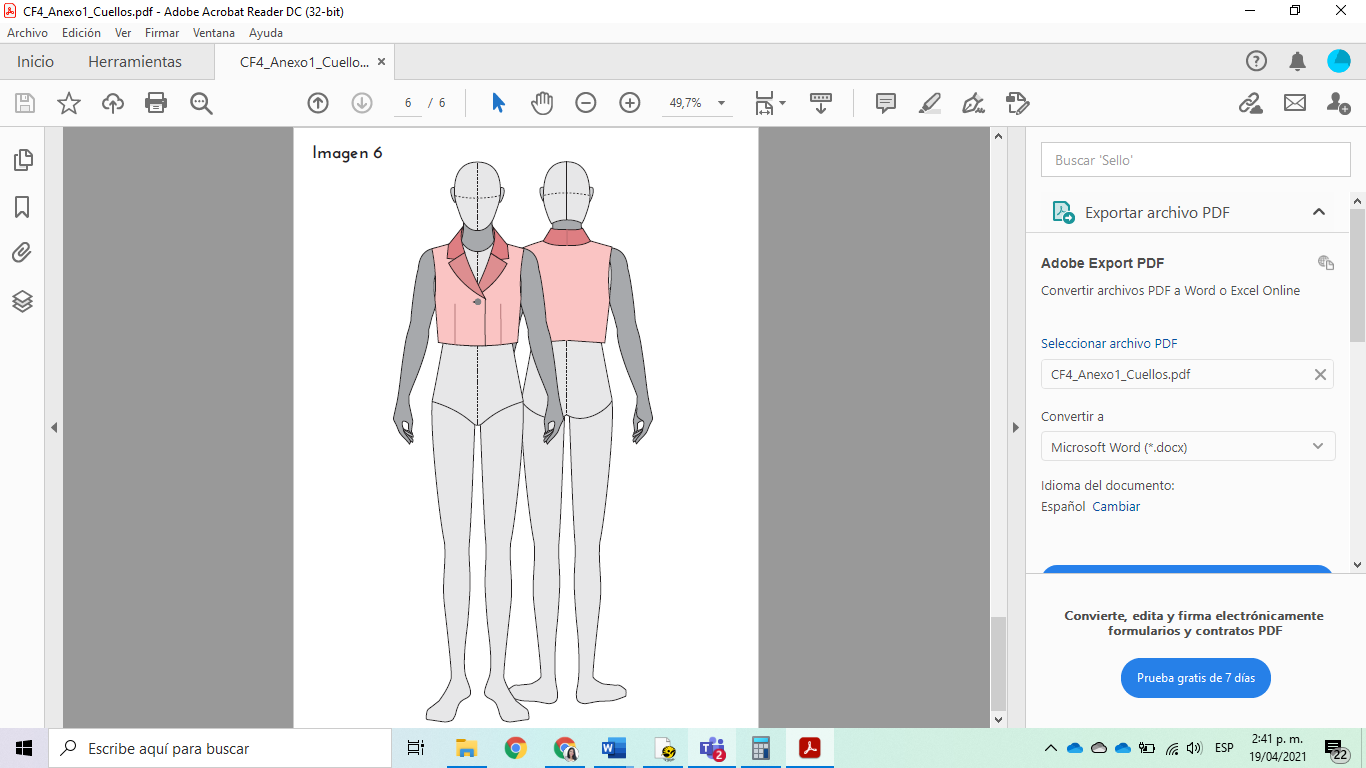 CF4_Anexo1_Cuellos.pdf - Adobe Acrobat Reader DC (32-bit)
Archivo Edición Ver Firmar Ventana Ayuda
Inicio Herramientas CF4_Anexo1_Cuello... ×
6 / 6 49,7%
Imagen 6
Buscar 'Sello'
Exportar archivo PDF
Adobe Export PDF
Convertir archivos PDF a Word o Excel Online
Seleccionar archivo PDF
CF4_Anexo1_Cuellos.pdf
Convertir a
Microsoft Word (*.docx)
Idioma del documento:
Español Cambiar
Convierte, edita y firma electrónicamente
formularios y contratos PDF
Prueba gratis de 7 días
Escribe aquí para buscar
2
ESP
2:41 p. m.
19/04/2021
22